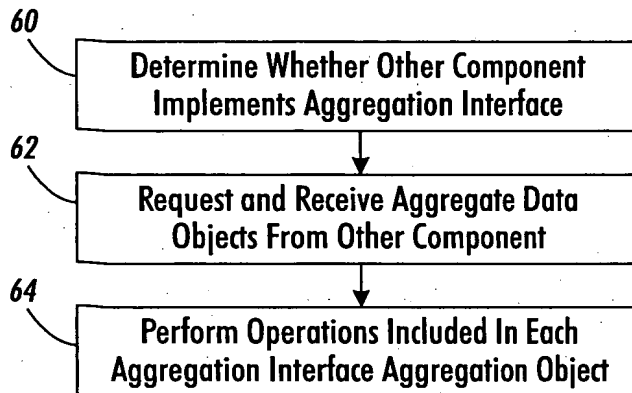 60
Determine Whether Other Component
Implements Aggregation Interface
62
Request and Receive Aggregate Data
Objects From Other Component
64
Perform Operations Included In Each
Aggregation Interface Aggregation Object